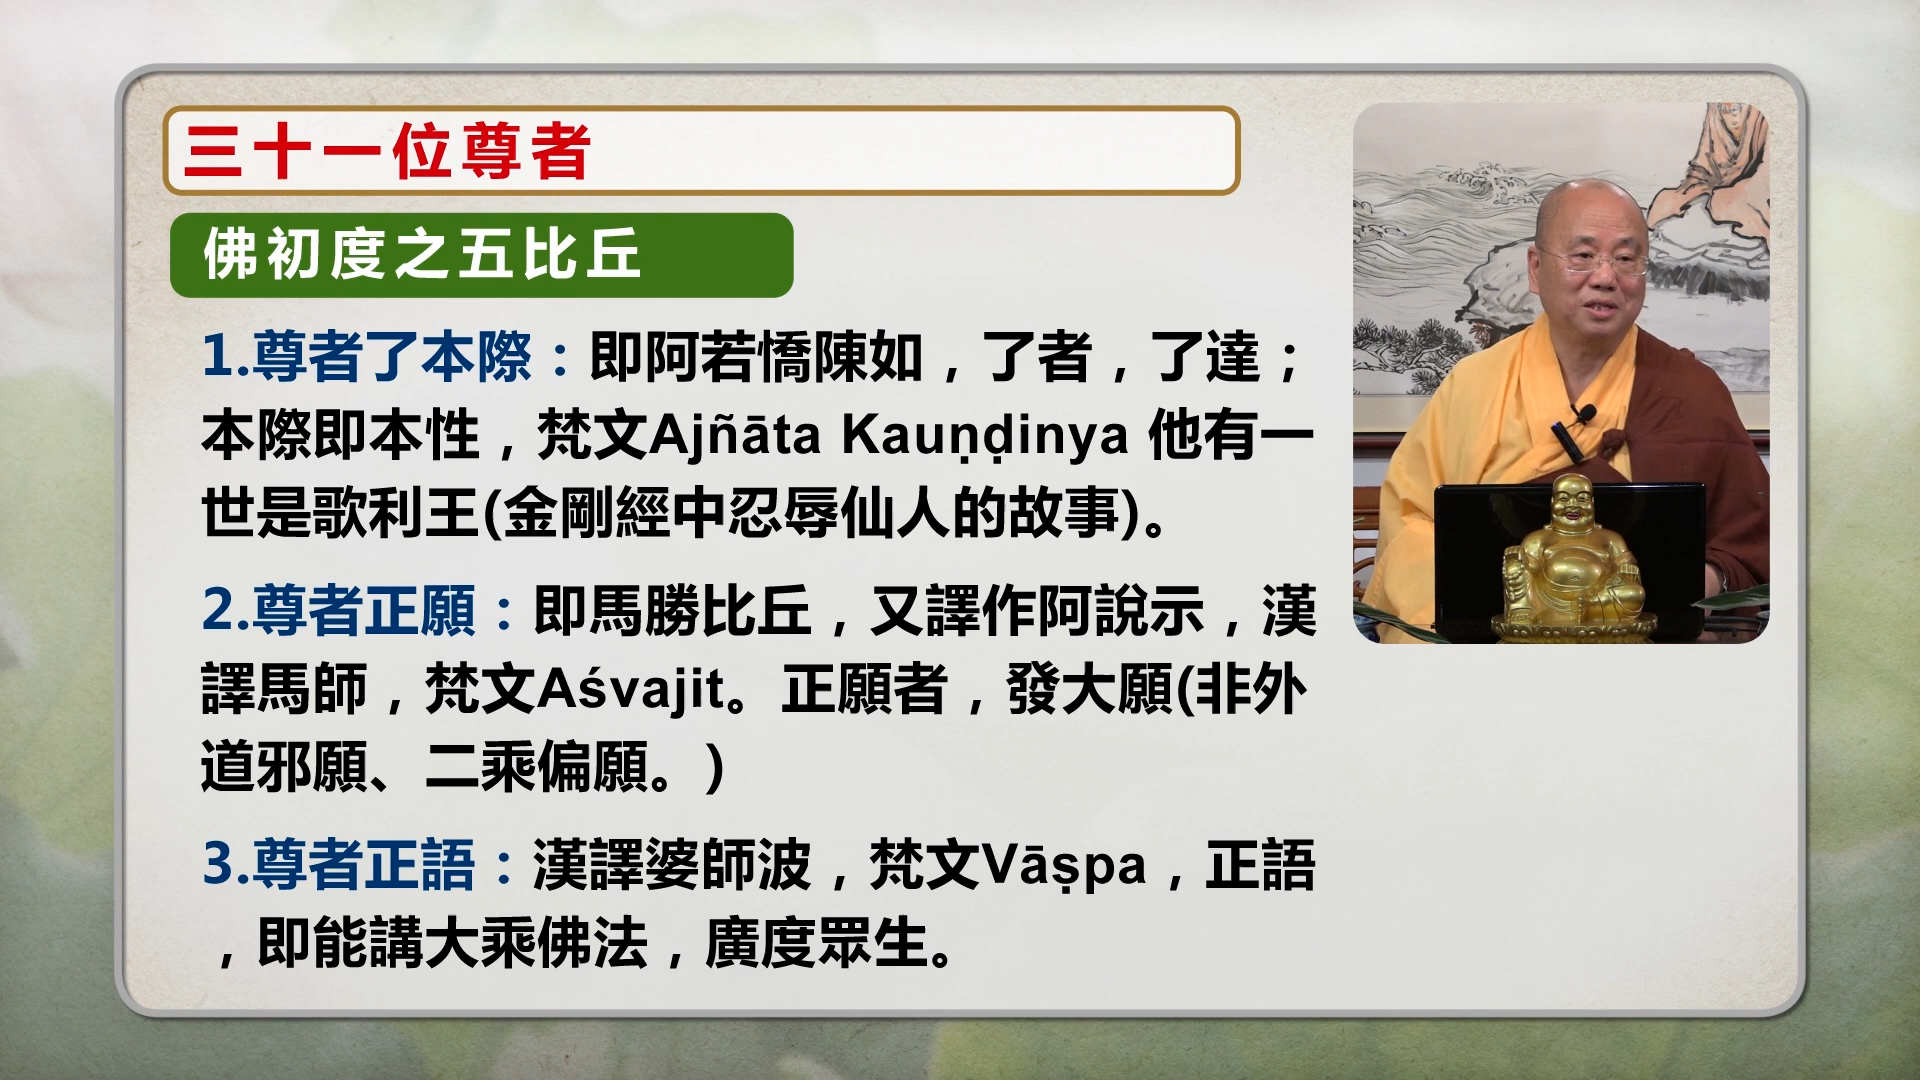 三十一位尊者
佛初度之五比丘
1.尊者了本際：即阿若憍陳如，了者，了達；
本際即本性，梵文Ajñāta Kauṇḍinya 他有一
世是歌利王(金剛經中忍辱仙人的故事)。
2.尊者正願：即馬勝比丘，又譯作阿說示，漢
譯馬師，梵文Aśvajit。正願者，發大願(非外
道邪願、二乘偏願。)
3.尊者正語：漢譯婆師波，梵文Vāṣpa，正語
，即能講大乘佛法，廣度眾生。